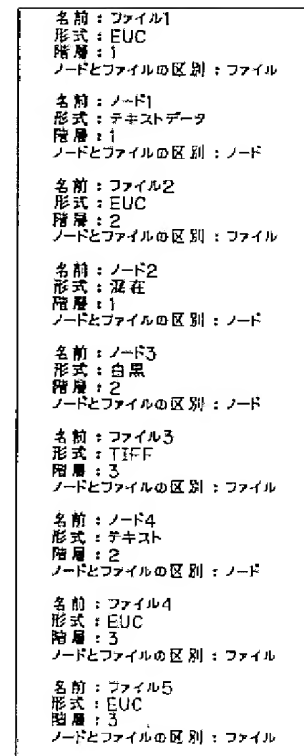 名前：ファイル1
形式：EUC
階層：1
ノードとファイルの区別：ファイル
名前：ノード1
形式：テキストデータ
階層：1
ノードとファイルの区別：ノード
名前：ファイル2
形式：EUC
階層：2
ノードとファイルの区別：ファイル
名前：ノード2
形式：混在
階層：1
ノードとファイルの区別：ノード
名前：ノード3
形式：白黒
階層：2
ノードとファイルの区別：ノード
名前：ファイル3
形式：TIFF
階層：3
ノードとファイルの区別：ファイル
名前：ノード4
形式：テキスト
階層：2
ノードとファイルの区別：ノード
名前：ファイル4
形式：EUC
階層：3
ノードとファイルの区別：ファイル
名前：ファイル5
形式：EUC
階層：3
ノードとファイルの区別：ファイル